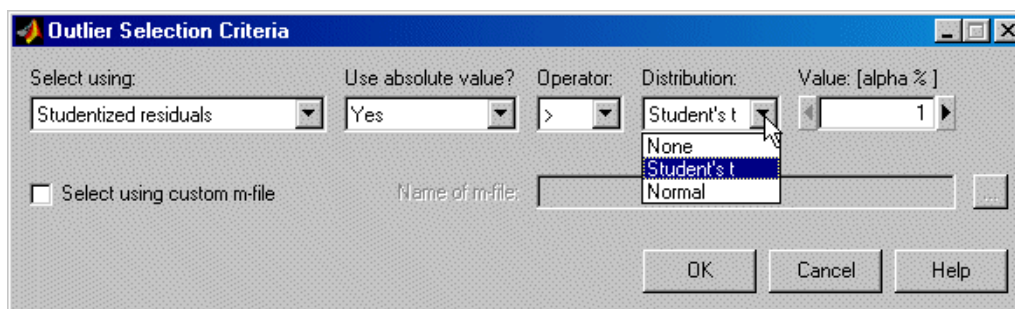 Outlier Selection Criteria
Select using: Use absolute value? Operator: Distribution: Value: [alpha % ]
Studentized residuals Yes > Student's t 1
None
Student's t
Normal
Select using custom m-file Name of m-file: ...
OK Cancel Help